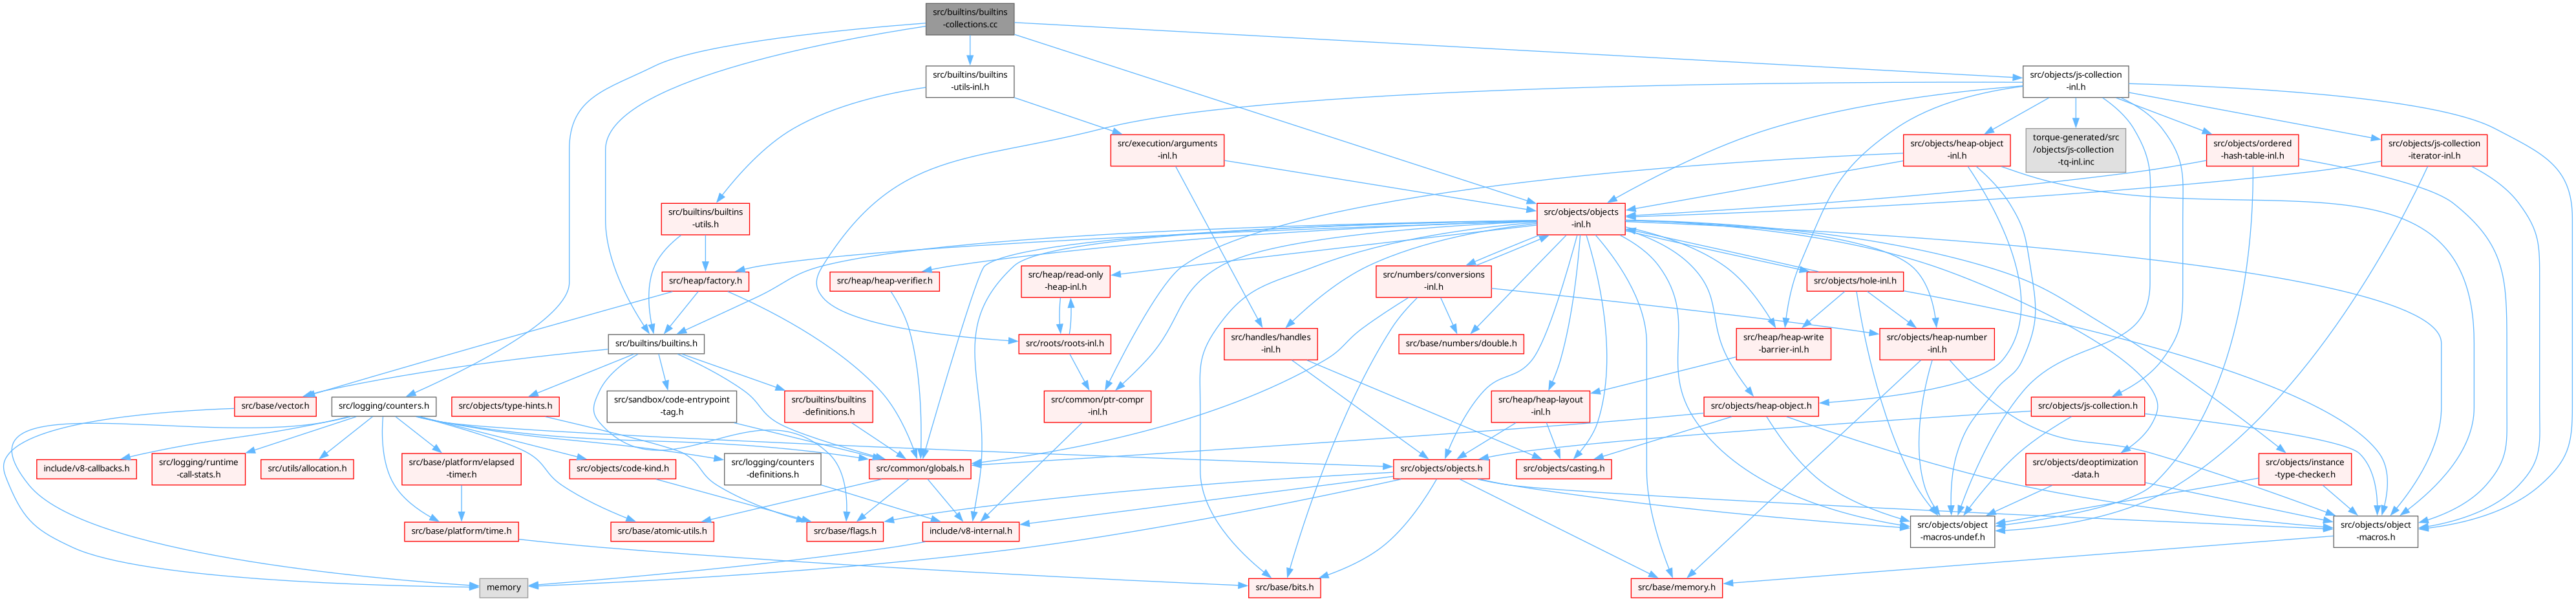 src/builtins/builtins
-collections.cc
src/builtins/builtins
-utils-inl.h
src/objects/js-collection
-inl.h
src/execution/arguments
-inl.h
src/objects/heap-object
-inl.h
torque-generated/src
/objects/js-collection
-tq-inl.inc
src/objects/ordered
-hash-table-inl.h
src/objects/js-collection
-iterator-inl.h
src/builtins/builtins
-utils.h
src/objects/objects
-inl.h
src/heap/factory.h
src/heap/heap-verifier.h
src/heap/read-only
-heap-inl.h
src/numbers/conversions
-inl.h
src/objects/hole-inl.h
src/builtins/builtins.h
src/roots/roots-inl.h
src/handles/handles
-inl.h
src/base/numbers/double.h
src/heap/heap-write
-barrier-inl.h
src/objects/heap-number
-inl.h
src/base/vector.h
src/logging/counters.h
src/objects/type-hints.h
src/sandbox/code-entrypoint
-tag.h
src/builtins/builtins
-definitions.h
src/common/ptr-compr
-inl.h
src/heap/heap-layout
-inl.h
src/objects/heap-object.h
src/objects/js-collection.h
include/v8-callbacks.h
src/logging/runtime
-call-stats.h
src/utils/allocation.h
src/base/platform/elapsed
-timer.h
src/objects/code-kind.h
src/logging/counters
-definitions.h
src/common/globals.h
src/objects/objects.h
src/objects/casting.h
src/objects/deoptimization
-data.h
src/objects/instance
-type-checker.h
src/base/platform/time.h
src/base/atomic-utils.h
src/base/flags.h
include/v8-internal.h
src/objects/object
-macros-undef.h
src/objects/object
-macros.h
memory
src/base/bits.h
src/base/memory.h